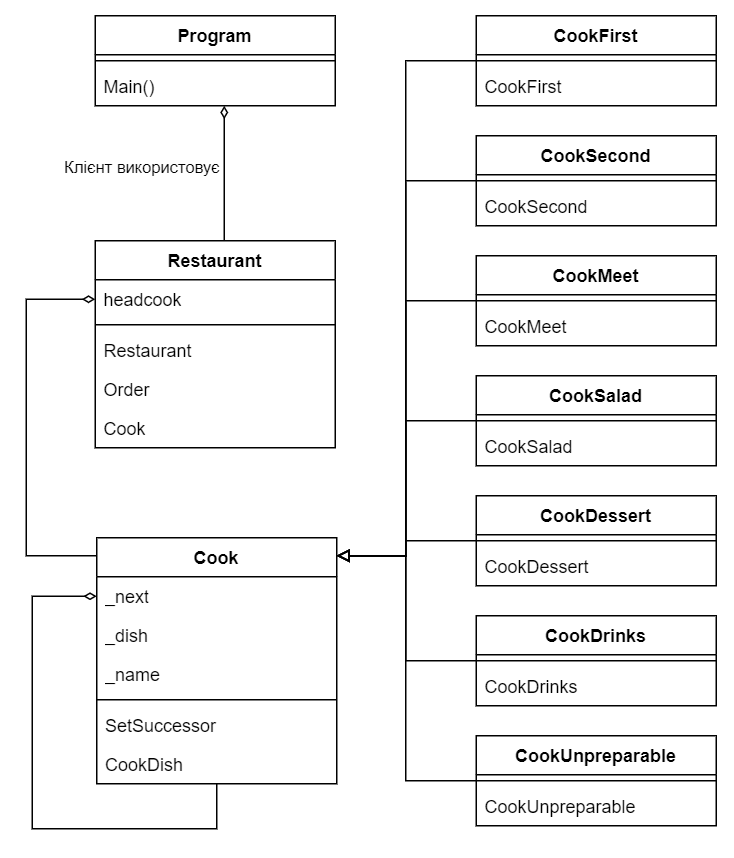 Program
Main()
Клієнт використовує
Restaurant
headcook
Restaurant
Order
Cook
Cook
_next
_dish
_name
SetSuccessor
CookDish
CookFirst
CookFirst
CookSecond
CookSecond
CookMeet
CookMeet
CookSalad
CookSalad
CookDessert
CookDessert
CookDrinks
CookDrinks
CookUnpreparable
CookUnpreparable